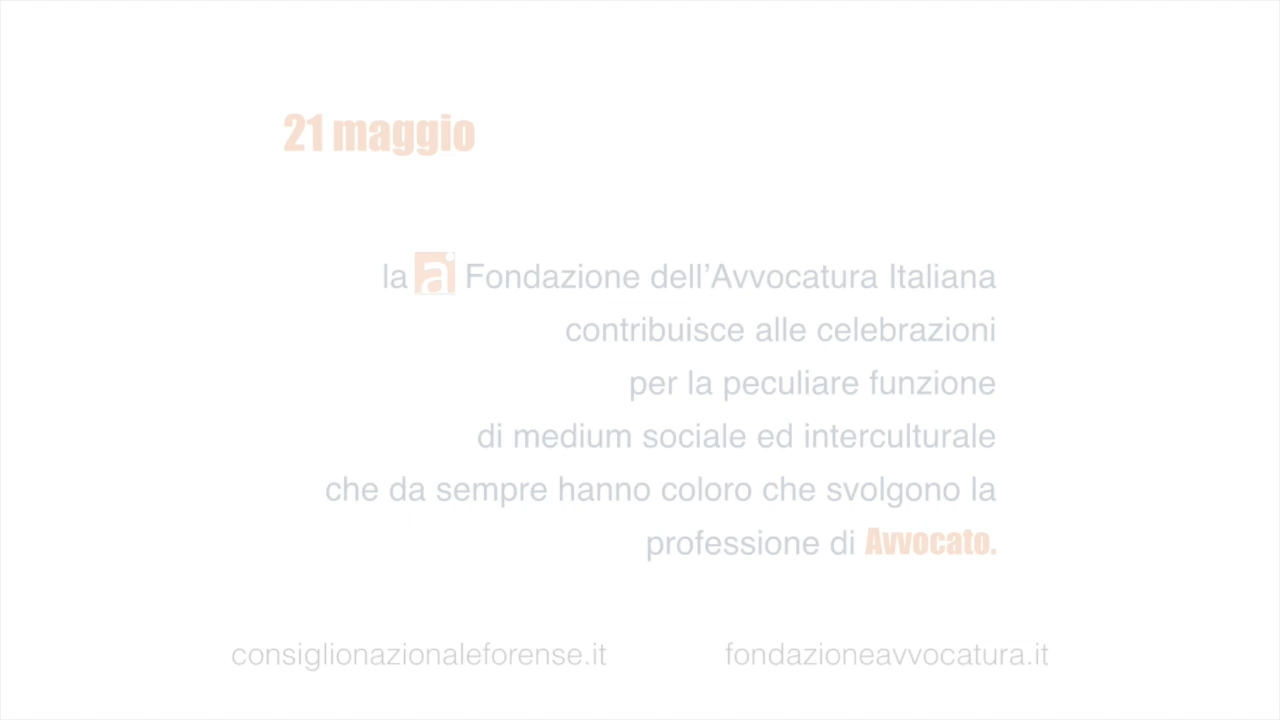 21 maggio
la ai Fondazione dell’Avvocatura Italiana
contribuisce alle celebrazioni
per la peculiare funzione
di medium sociale ed interculturale
che da sempre hanno coloro che svolgono la
professione di Avvocato.
consiglionazionaleforense.it fondazioneavvocatura.it